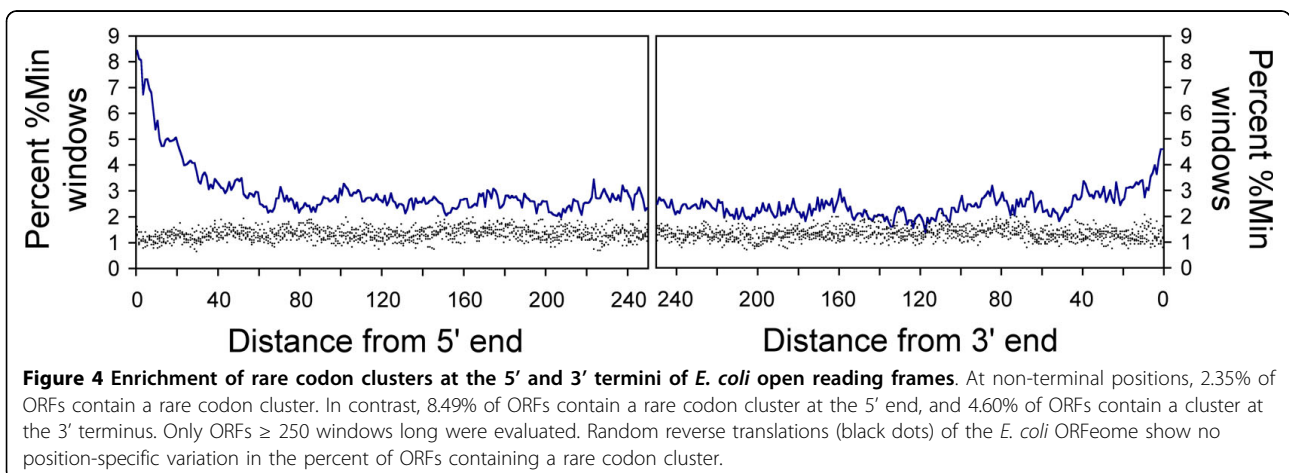 Percent %Min
windows
9
8
7
6
5
4
3
2
1
0
0 40 80 120 160 200 240
Distance from 5' end
240 200 160 120 80 40 0
Distance from 3' end
9
8
7
6
5
4
3
2
1
0
Percent %Min
windows
Figure 4 Enrichment of rare codon clusters at the 5' and 3' termini of E. coli open reading frames. At non-terminal positions, 2.35% of
ORFs contain a rare codon cluster. In contrast, 8.49% of ORFs contain a rare codon cluster at the 5' end, and 4.60% of ORFs contain a cluster at
the 3' terminus. Only ORFs ≥ 250 windows long were evaluated. Random reverse translations (black dots) of the E. coli ORFeome show no
position-specific variation in the percent of ORFs containing a rare codon cluster.